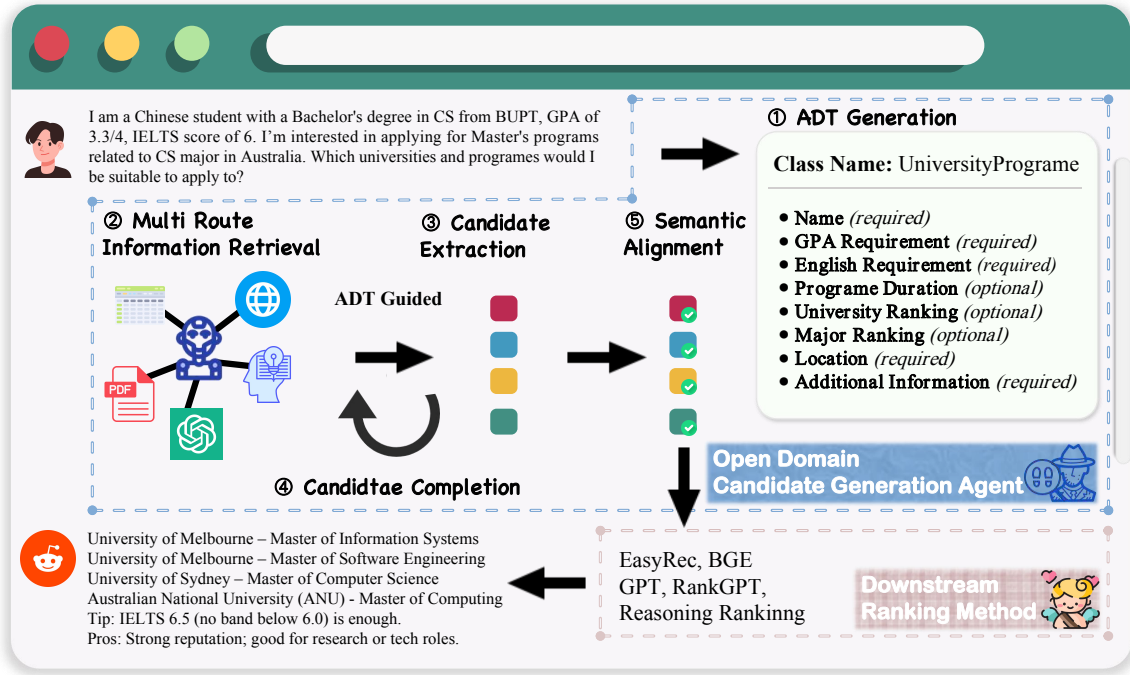 I am a Chinese student with a Bachelor's degree in CS from BUPT, GPA of
3.3/4, IELTS score of 6. I'm interested in applying for Master's programs
related to CS major in Australia. Which universities and programes would I
be suitable to apply to?
① ADT Generation
Class Name: UniversityPrograme
• Name (required)
• GPA Requirement (required)
• English Requirement (required)
• Programe Duration (optional)
• University Ranking (optional)
• Major Ranking (optional)
• Location (required)
• Additional Information (required)
② Multi Route
Information Retrieval
PDF
ADT Guided
③ Candidate
Extraction
④ Candidtae Completion
⑤ Semantic
Alignment
Open Domain
Candidate Generation Agent
EasyRec, BGE
GPT, RankGPT,
Reasoning Rankinng
Downstream
Ranking Method
University of Melbourne – Master of Information Systems
University of Melbourne – Master of Software Engineering
University of Sydney – Master of Computer Science
Australian National University (ANU) - Master of Computing
Tip: IELTS 6.5 (no band below 6.0) is enough.
Pros: Strong reputation; good for research or tech roles.